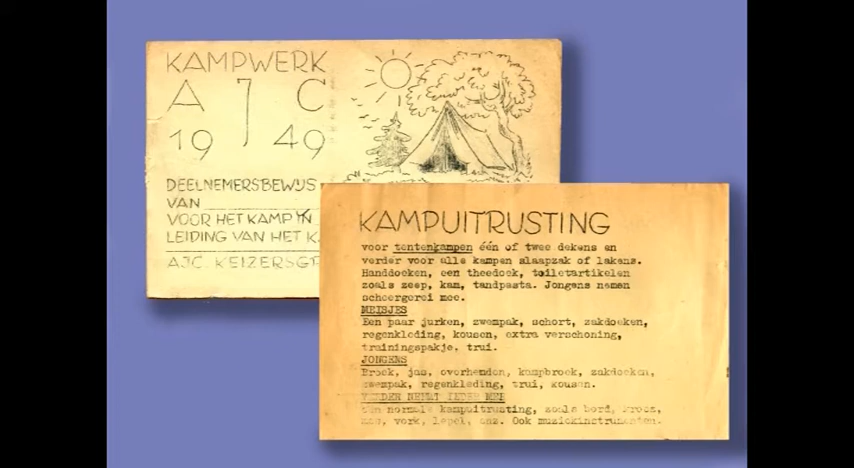 KAMPWERK
A J C
19 49
DEELNEMERSBEWIJS
VAN
VOOR HET KAMP IN
LEIDING VAN HET K.
AJC. KEIZERSGR
KAMPUITRUSTING
voor tentenkampen één of twee dekens en
verder voor alle kampen slaapzak of lakens.
Handdoeken, een theedoek, toiletartikelen
zoals zeep, kam, tandpasta. Jongens nemen
scheergerei mee.
MEISJES
Een paar jurken, zwempak, schort, zakdoeken,
regenkleding, kousen, extra verschoning,
trainingspakje, trui.
JONGENS
Broek, jas, overhemden, kampbroek, zakdoeken,
zwempak, regenkleding, trui, kousen.
VERDER NEEMT IEDER MEE
een normale kampuitrusting, zoals bord, kroes,
mes, vork, lepel, enz. Ook muziekinstrumenten.